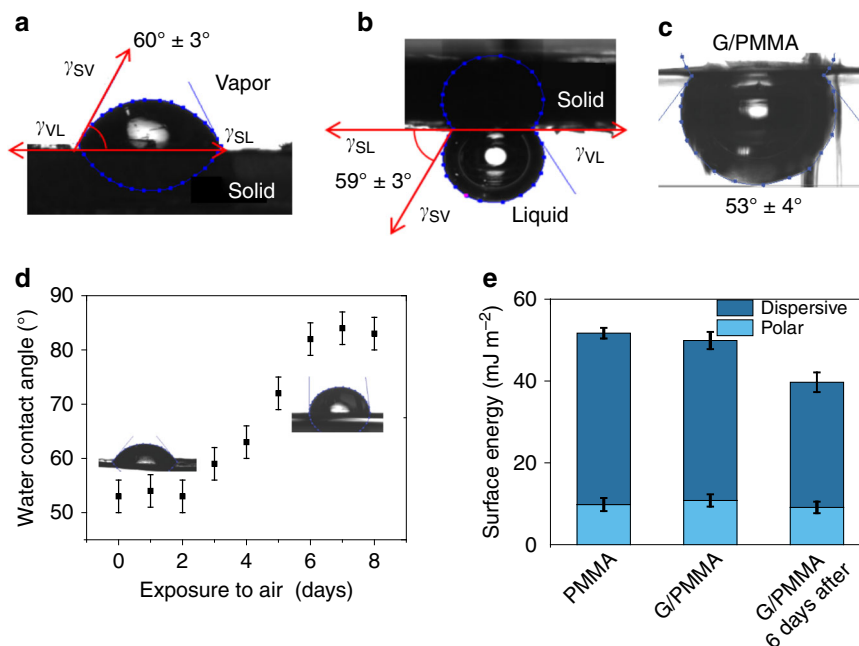 a
60° ± 3°
γSV
Vapor
γVL
γSL
Solid
b
Solid
γSL
γVL
59° ± 3°
γSV
Liquid
c
G/PMMA
53° ± 4°
d
Water contact angle (°)
90
80
70
60
50
0 2 4 6 8
Exposure to air (days)
e
Surface energy (mJ m⁻²)
60
40
20
0
Dispersive
Polar
PMMA
G/PMMA
G/PMMA
6 days after